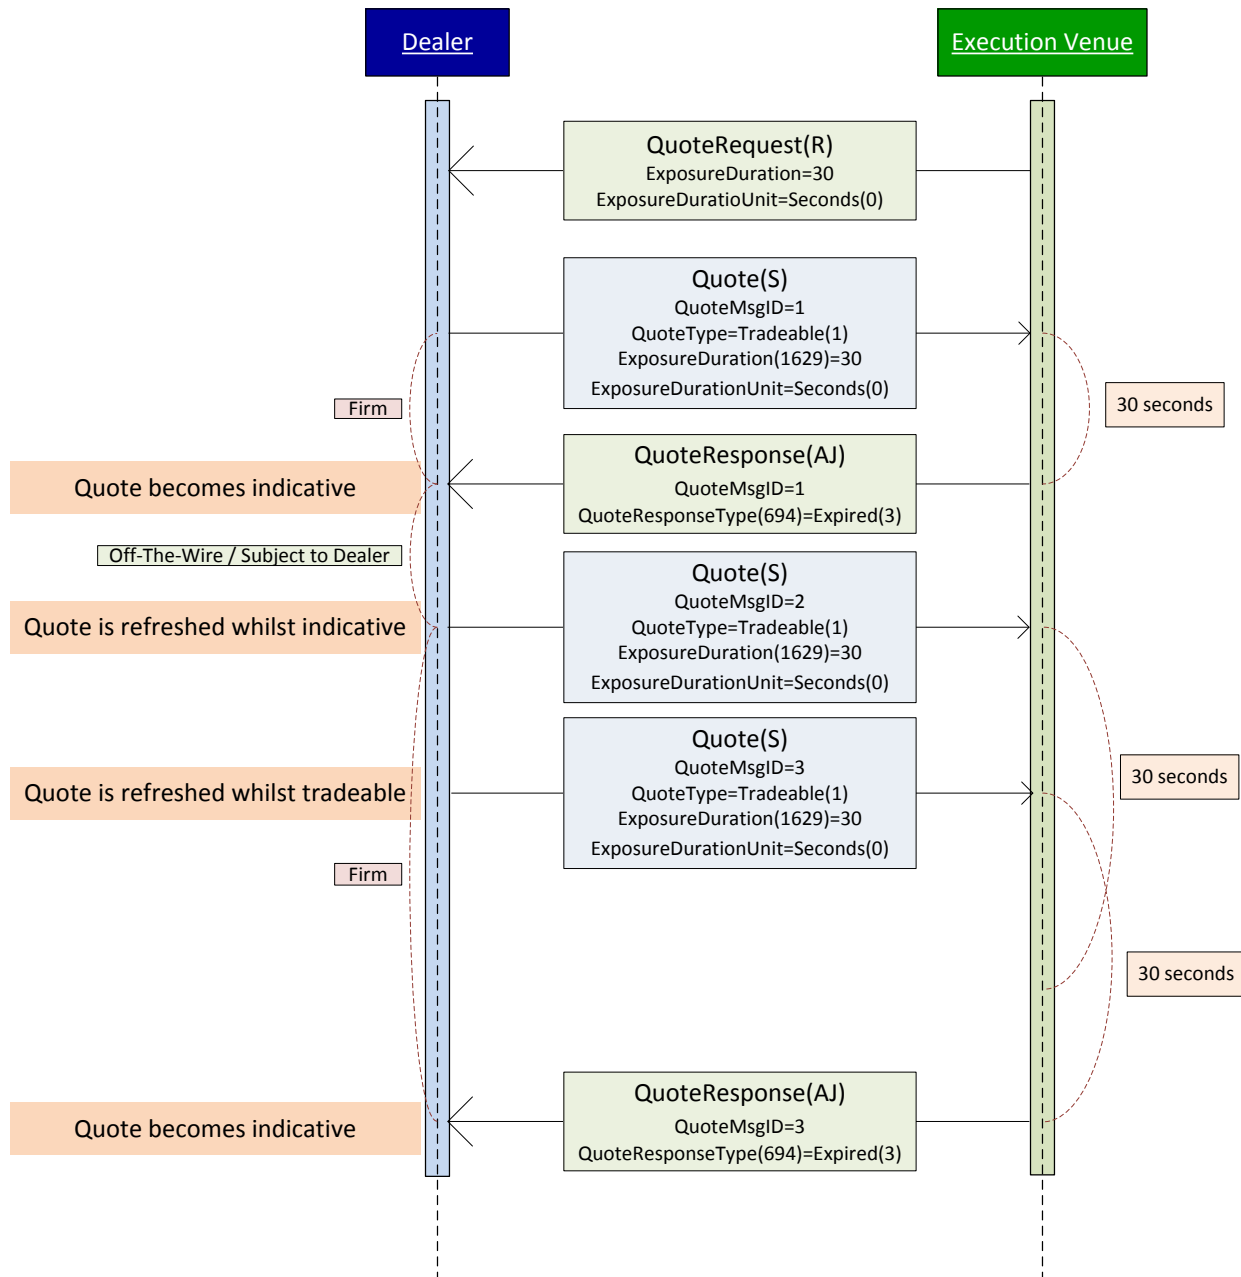 Dealer
Execution Venue
QuoteRequest(R)
ExposureDuration=30
ExposureDuratioUnit=Seconds(0)
Quote(S)
QuoteMsgID=1
QuoteType=Tradeable(1)
ExposureDuration(1629)=30
ExposureDurationUnit=Seconds(0)
Firm
30 seconds
QuoteResponse(AJ)
QuoteMsgID=1
QuoteResponseType(694)=Expired(3)
Quote becomes indicative
Off-The-Wire / Subject to Dealer
Quote(S)
QuoteMsgID=2
QuoteType=Tradeable(1)
ExposureDuration(1629)=30
ExposureDurationUnit=Seconds(0)
Quote is refreshed whilst indicative
Quote(S)
QuoteMsgID=3
QuoteType=Tradeable(1)
ExposureDuration(1629)=30
ExposureDurationUnit=Seconds(0)
Quote is refreshed whilst tradeable
30 seconds
Firm
30 seconds
QuoteResponse(AJ)
QuoteMsgID=3
QuoteResponseType(694)=Expired(3)
Quote becomes indicative